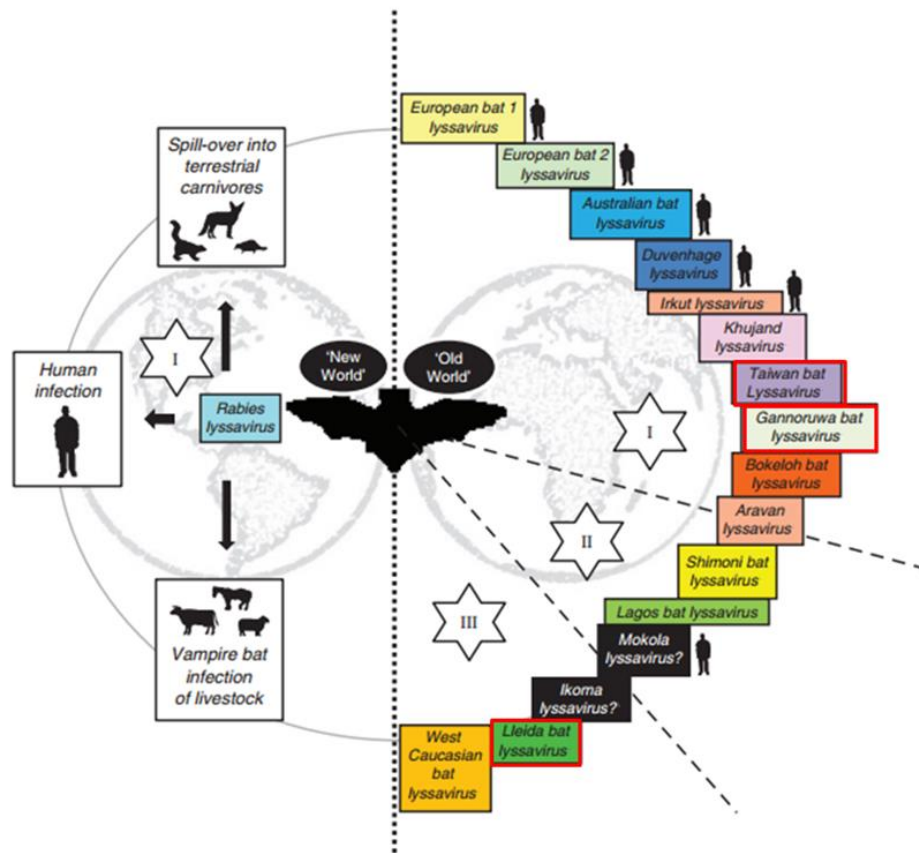 Spill-over into
terrestrial
carnivores
I
Human
infection
Rabies
lyssavirus
Vampire bat
infection
of livestock
'New
World'
'Old
World'
European bat 1
lyssavirus
European bat 2
lyssavirus
Australian bat
lyssavirus
Duvenhage
lyssavirus
Irkut lyssavirus
Khujand
lyssavirus
Taiwan bat
Lyssavirus
Gannoruwa bat
lyssavirus
I
Bokeloh bat
lyssavirus
Aravan
lyssavirus
II
Shimoni bat
lyssavirus
Lagos bat lyssavirus
III
Mokola
lyssavirus?
Ikoma
lyssavirus?
Lleida bat
lyssavirus
West
Caucasian
bat
lyssavirus